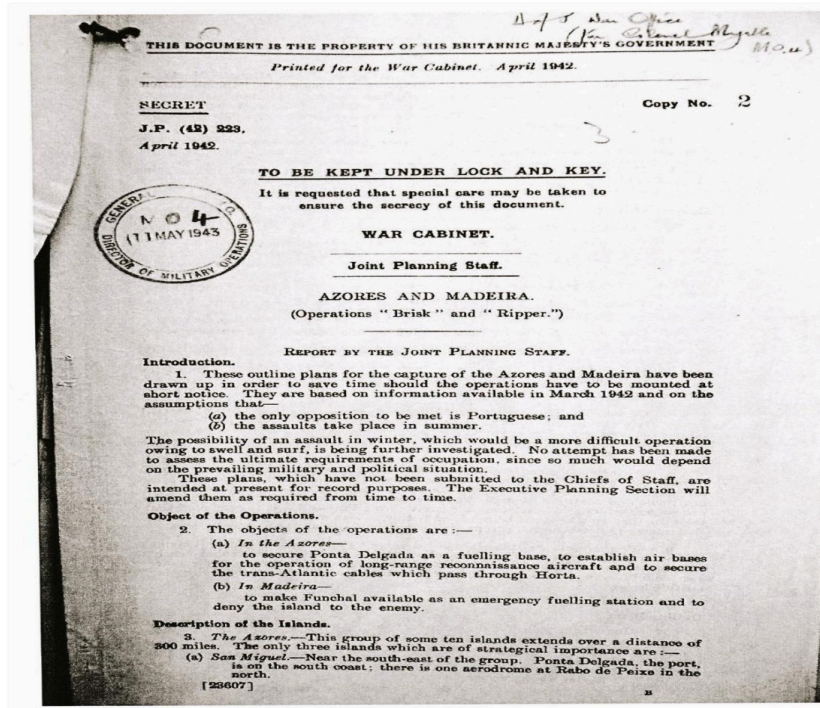 War Office
(for Colonel
M.O.4)
THIS DOCUMENT IS THE PROPERTY OF HIS BRITANNIC MAJESTY'S GOVERNMENT
Printed for the War Cabinet. April 1942.
SECRET
Copy No. 2
J.P. (42) 223.
3
April 1942.
TO BE KEPT UNDER LOCK AND KEY.
It is requested that special care may be taken to
ensure the secrecy of this document.
GENERAL
M O 4
11 MAY 1943
DIRECTOR OF MILITARY OPERATIONS
WAR CABINET.
Joint Planning Staff.
AZORES AND MADEIRA.
(Operations "Brisk" and "Ripper.")
REPORT BY THE JOINT PLANNING STAFF.
Introduction.
1. These outline plans for the capture of the Azores and Madeira have been
drawn up in order to save time should the operations have to be mounted at
short notice. They are based on information available in March 1942 and on the
assumptions that—
(a) the only opposition to be met is Portuguese; and
(b) the assaults take place in summer.
The possibility of an assault in winter, which would be a more difficult operation
owing to swell and surf, is being further investigated. No attempt has been made
to assess the ultimate requirements of occupation, since so much would depend
on the prevailing military and political situation.
These plans, which have not been submitted to the Chiefs of Staff, are
intended at present for record purposes. The Executive Planning Section will
amend them as required from time to time.
Object of the Operations.
2. The objects of the operations are :—
(a) In the Azores—
to secure Ponta Delgada as a fuelling base, to establish air bases
for the operation of long-range reconnaissance aircraft and to secure
the trans-Atlantic cables which pass through Horta.
(b) In Madeira—
to make Funchal available as an emergency fuelling station and to
deny the island to the enemy.
Description of the Islands.
3. The Azores.—This group of some ten islands extends over a distance of
300 miles. The only three islands which are of strategical importance are :—
(a) San Miguel.—Near the south-east of the group. Ponta Delgada, the port,
is on the south coast; there is one aerodrome at Rabo de Peixe in the
north.
[23607]
B